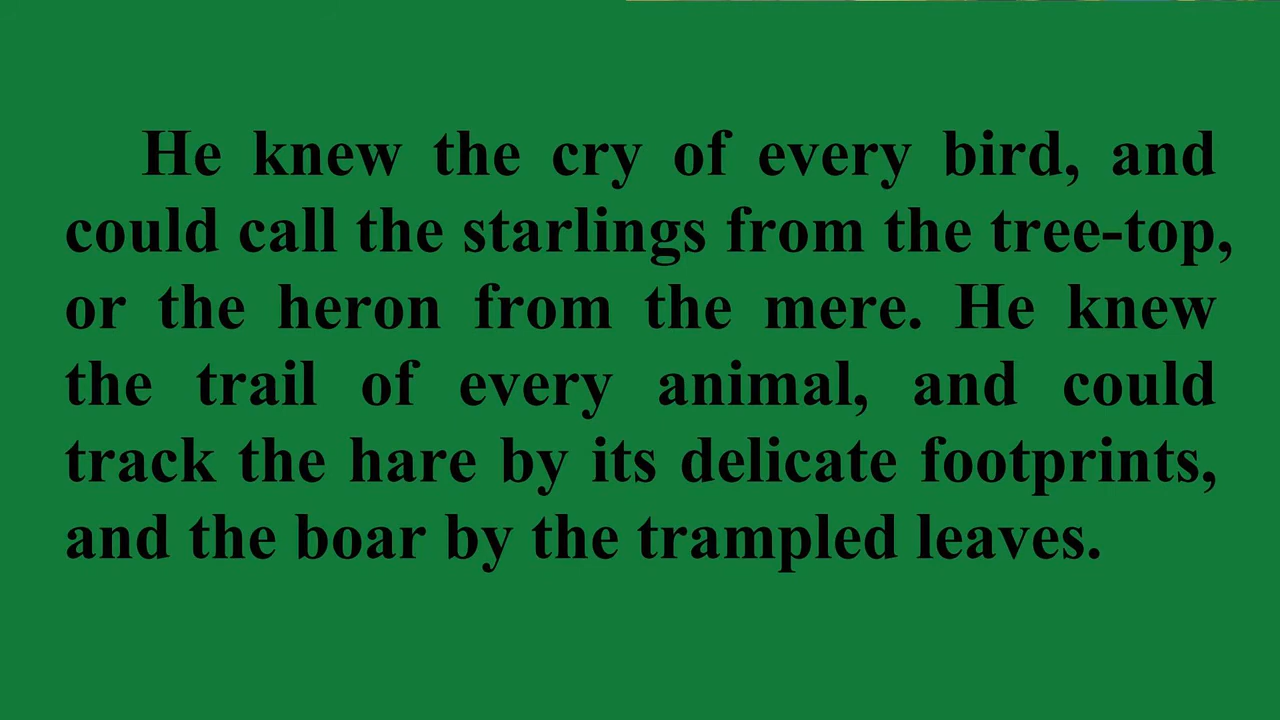 He knew the cry of every bird, and
could call the starlings from the tree-top,
or the heron from the mere. He knew
the trail of every animal, and could
track the hare by its delicate footprints,
and the boar by the trampled leaves.